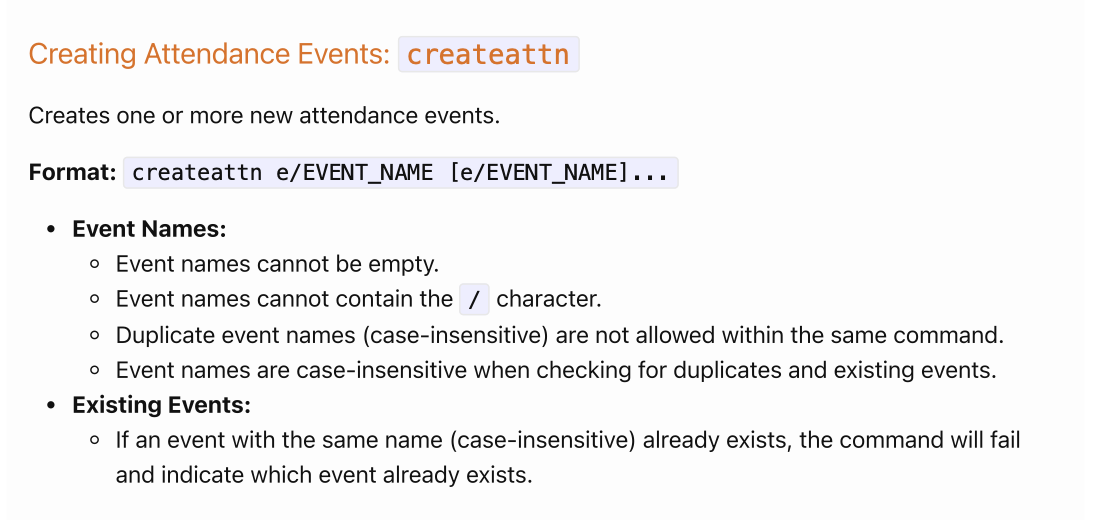 Creating Attendance Events: createattn
Creates one or more new attendance events.
Format: createattn e/EVENT_NAME [e/EVENT_NAME]...
• Event Names:
◦ Event names cannot be empty.
◦ Event names cannot contain the / character.
◦ Duplicate event names (case-insensitive) are not allowed within the same command.
◦ Event names are case-insensitive when checking for duplicates and existing events.
• Existing Events:
◦ If an event with the same name (case-insensitive) already exists, the command will fail
and indicate which event already exists.